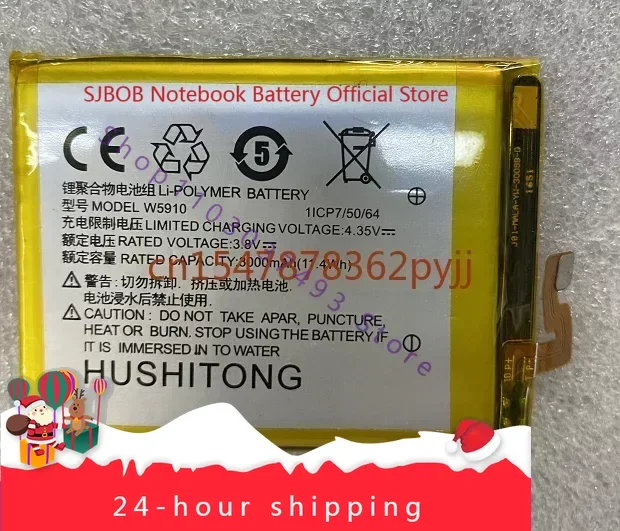 SJBOB Notebook Battery Official Store
CE
5
锂聚合物电池组 Li-POLYMER BATTERY
型号 MODEL W5910 1ICP7/50/64
充电限制电压 LIMITED CHARGING VOLTAGE: 4.35V
额定电压 RATED VOLTAGE: 3.8V
额定容量 RATED CAPACITY: 3000mAh(11.4Wh)
cn1547878362pyjj
警告: 切勿拆卸. 挤压或加热电池.
电池浸水后忽再使用.
CAUTION: DO NOT TAKE APAR, PUNCTURE,
HEAT OR BURN. STOP USING THE BATTERY IF
IT IS IMMERSED IN TO WATER
HUSHITONG
1651
P+
24-hour shipping